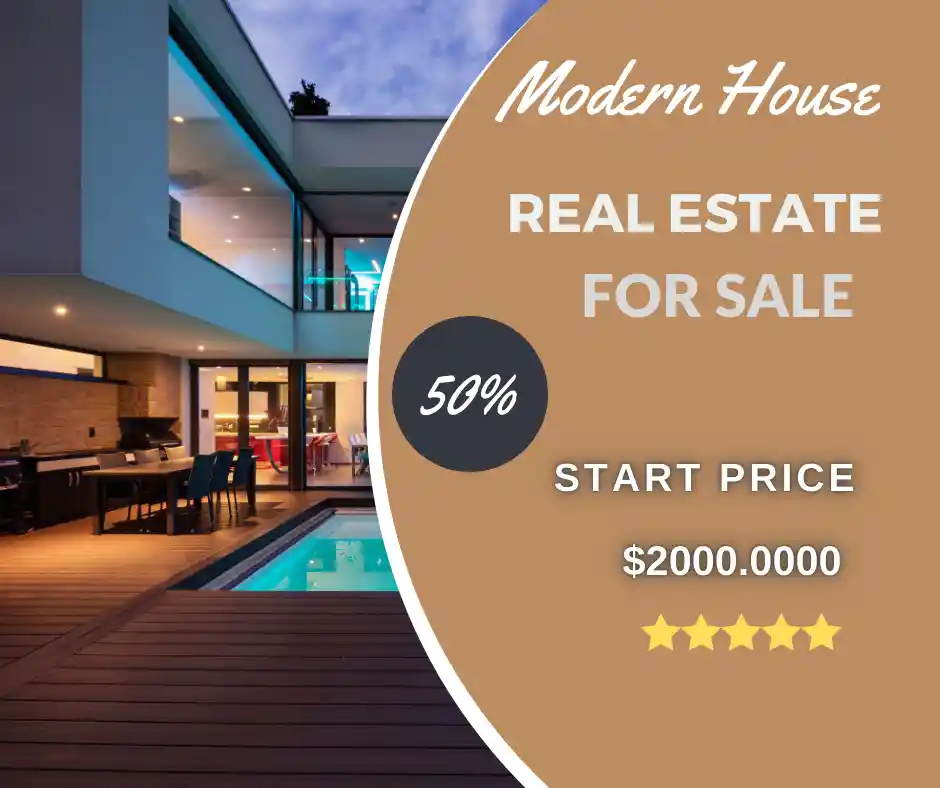 Modern House
REAL ESTATE
FOR SALE
50%
START PRICE
$2000.0000